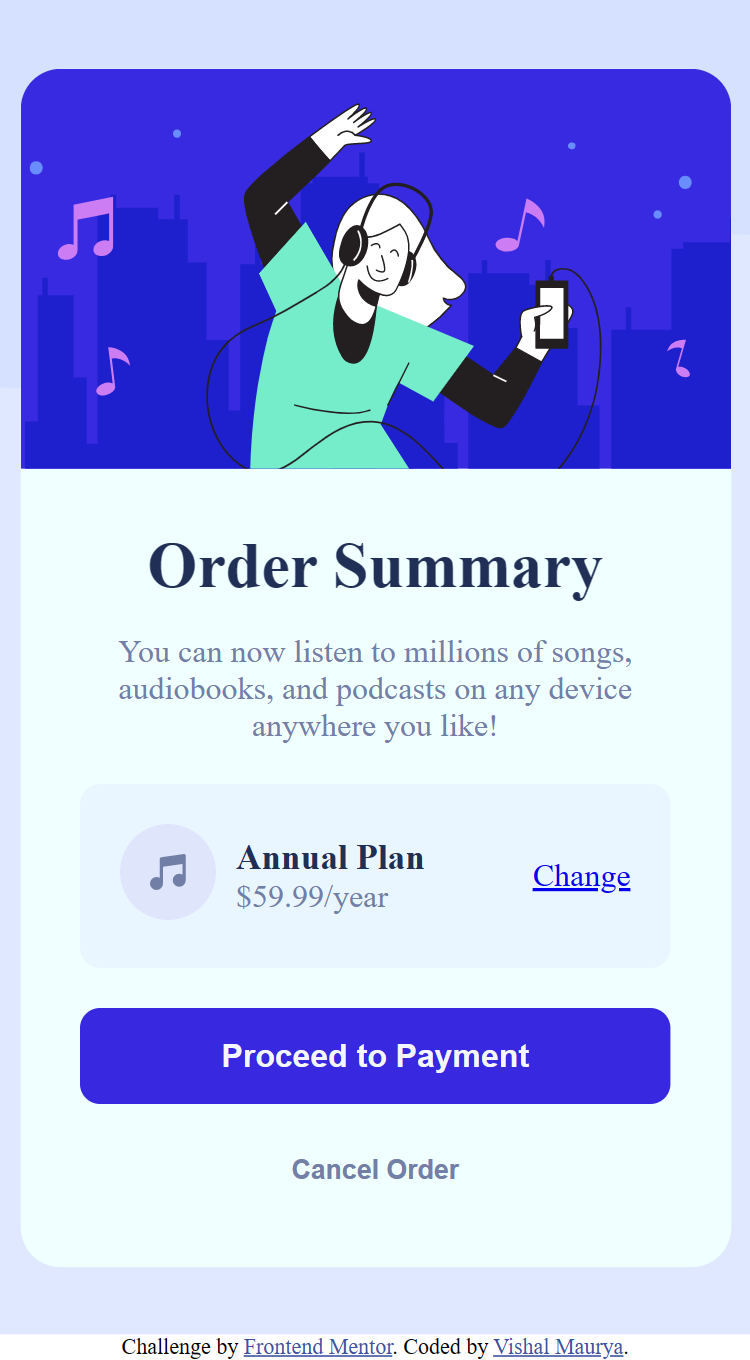 Order Summary
You can now listen to millions of songs,
audiobooks, and podcasts on any device
anywhere you like!
Annual Plan
$59.99/year
Change
Proceed to Payment
Cancel Order
Challenge by Frontend Mentor. Coded by Vishal Maurya.